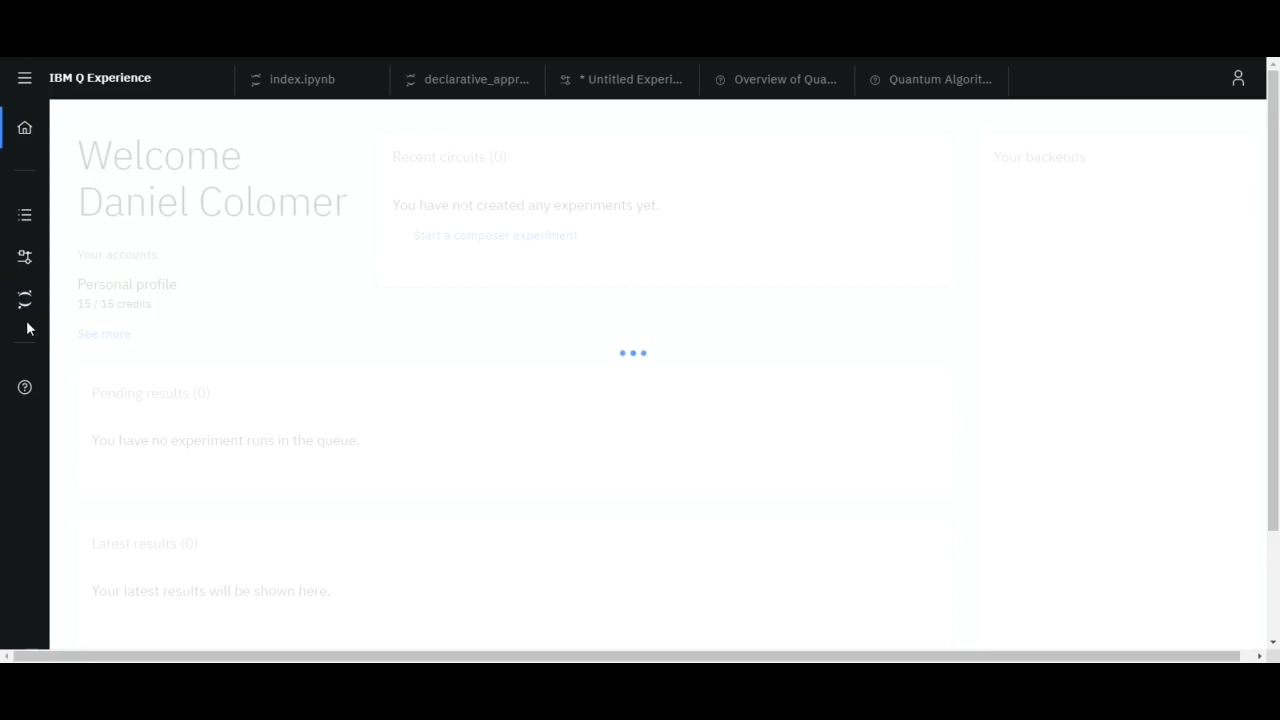 IBM Q Experience
index.ipynb
declarative_appr...
* Untitled Experi...
Overview of Qua...
Quantum Algorit...
Welcome
Daniel Colomer
Your accounts
Personal profile
15 / 15 credits
See more
Recent circuits (0)
You have not created any experiments yet.
Start a composer experiment
Your backends
Pending results (0)
You have no experiment runs in the queue.
Latest results (0)
Your latest results will be shown here.